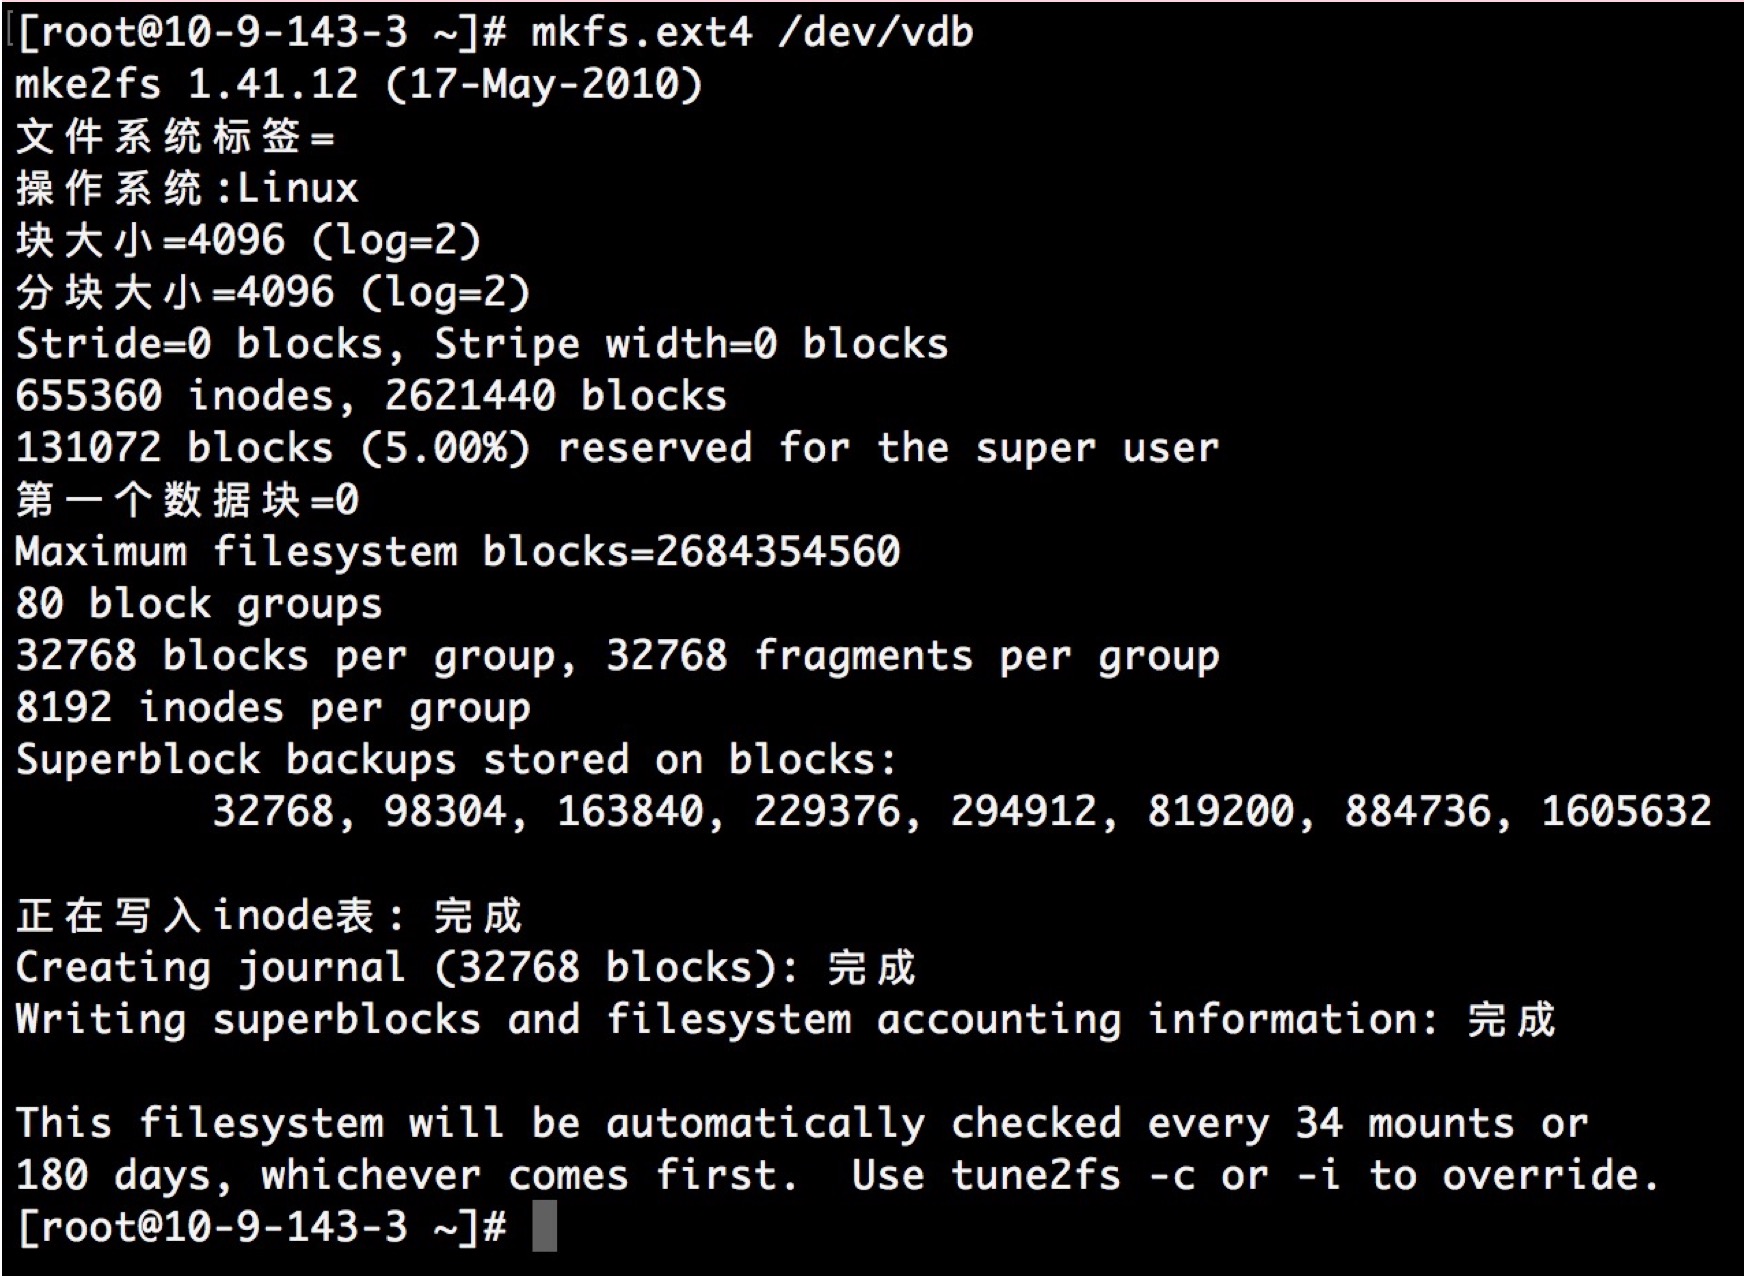 [root@10-9-143-3 ~]# mkfs.ext4 /dev/vdb
mke2fs 1.41.12 (17-May-2010)
文件系统标签=
操作系统:Linux
块大小=4096 (log=2)
分块大小=4096 (log=2)
Stride=0 blocks, Stripe width=0 blocks
655360 inodes, 2621440 blocks
131072 blocks (5.00%) reserved for the super user
第一个数据块=0
Maximum filesystem blocks=2684354560
80 block groups
32768 blocks per group, 32768 fragments per group
8192 inodes per group
Superblock backups stored on blocks:
32768, 98304, 163840, 229376, 294912, 819200, 884736, 1605632
正在写入inode表: 完成
Creating journal (32768 blocks): 完成
Writing superblocks and filesystem accounting information: 完成
This filesystem will be automatically checked every 34 mounts or
180 days, whichever comes first.  Use tune2fs -c or -i to override.
[root@10-9-143-3 ~]#